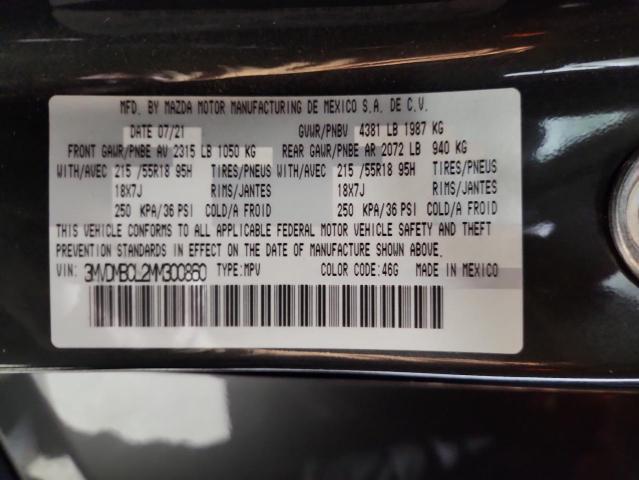 MFD. BY MAZDA MOTOR MANUFACTURING DE MEXICO S.A. DE C.V.
DATE 07/21 GVWR/PNBV 4381 LB 1987 KG
FRONT GAWR/PNBE AV 2315 LB 1050 KG REAR GAWR/PNBE AR 2072 LB 940 KG
WITH/AVEC 215 /55R18 95H TIRES/PNEUS WITH/AVEC 215 /55R18 95H TIRES/PNEUS
18X7J RIMS/JANTES 18X7J RIMS/JANTES
250 KPA/36 PSI COLD/A FROID 250 KPA/36 PSI COLD/A FROID
THIS VEHICLE CONFORMS TO ALL APPLICABLE FEDERAL MOTOR VEHICLE SAFETY AND THEFT
PREVENTION STANDARDS IN EFFECT ON THE DATE OF MANUFACTURE SHOWN ABOVE.
VIN: 3MVDMBCL2MM300860 TYPE:MPV COLOR:46G MADE IN MEXICO